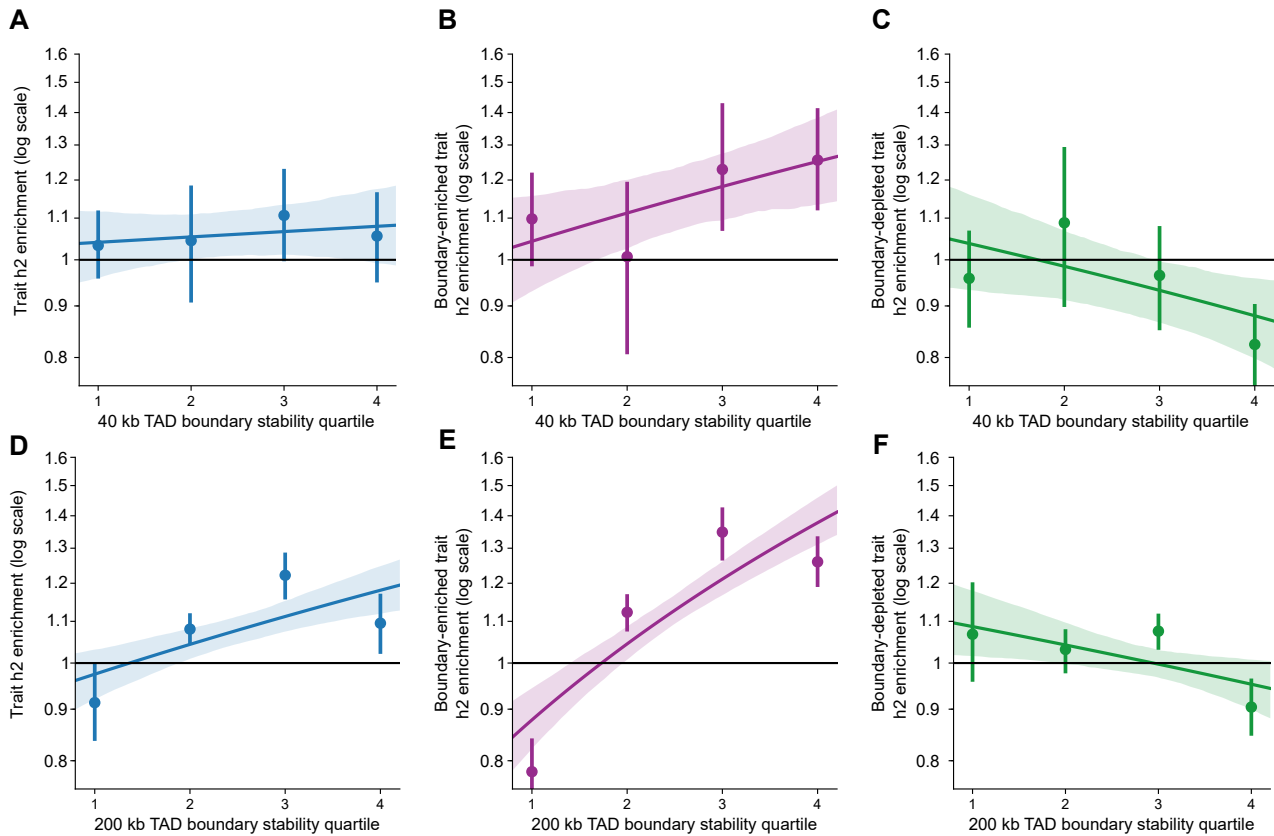 A
Trait h2 enrichment (log scale)
1.6
1.5
1.4
1.3
1.2
1.1
1
0.9
0.8
1 2 3 4
40 kb TAD boundary stability quartile
B
Boundary-enriched trait
h2 enrichment (log scale)
1.6
1.5
1.4
1.3
1.2
1.1
1
0.9
0.8
1 2 3 4
40 kb TAD boundary stability quartile
C
Boundary-depleted trait
h2 enrichment (log scale)
1.6
1.5
1.4
1.3
1.2
1.1
1
0.9
0.8
1 2 3 4
40 kb TAD boundary stability quartile
D
Trait h2 enrichment (log scale)
1.6
1.5
1.4
1.3
1.2
1.1
1
0.9
0.8
1 2 3 4
200 kb TAD boundary stability quartile
E
Boundary-enriched trait
h2 enrichment (log scale)
1.6
1.5
1.4
1.3
1.2
1.1
1
0.9
0.8
1 2 3 4
200 kb TAD boundary stability quartile
F
Boundary-depleted trait
h2 enrichment (log scale)
1.6
1.5
1.4
1.3
1.2
1.1
1
0.9
0.8
1 2 3 4
200 kb TAD boundary stability quartile